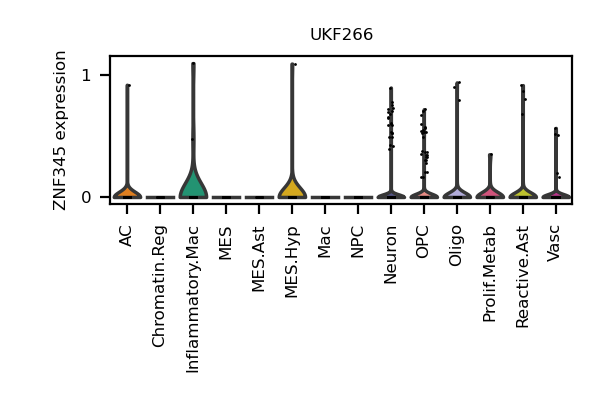 UKF266
ZNF345 expression
1
0
AC
Chromatin.Reg
Inflammatory.Mac
MES
MES.Ast
MES.Hyp
Mac
NPC
Neuron
OPC
Oligo
Prolif.Metab
Reactive.Ast
Vasc